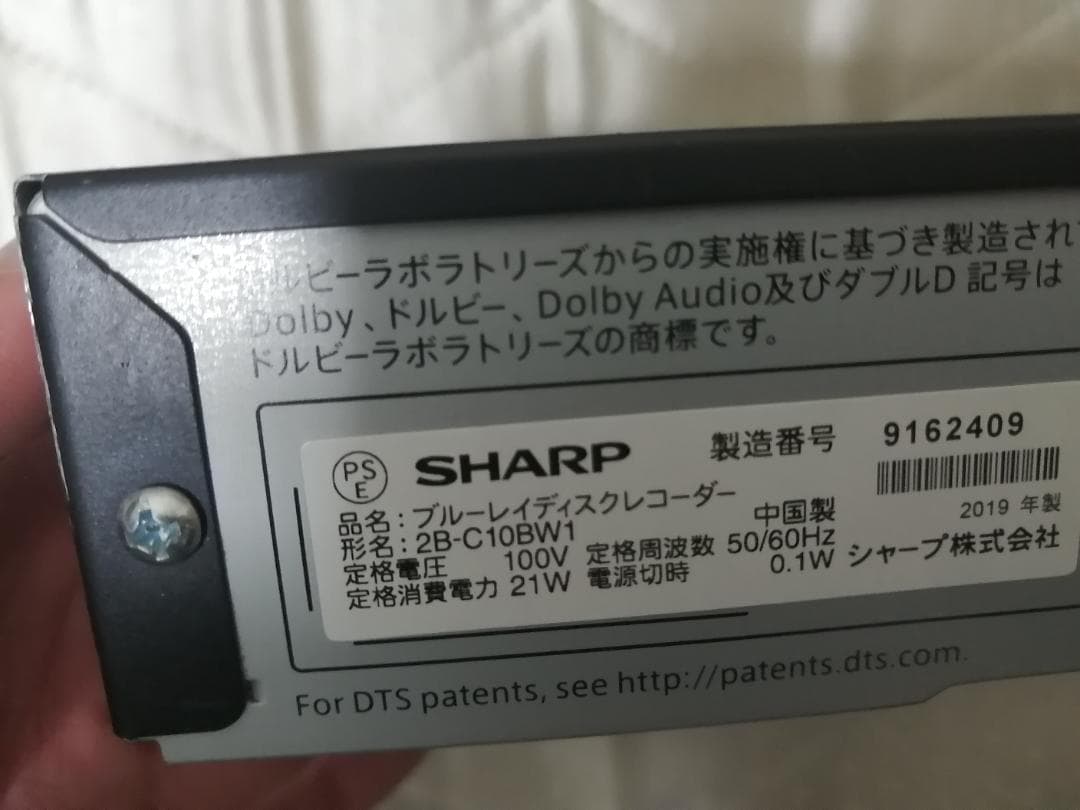 ドルビーラボラトリーズからの実施権に基づき製造され
Dolby、ドルビー、Dolby Audio及びダブルD 記号は
ドルビーラボラトリーズの商標です。
PS
E
SHARP
製造番号 9162409
品名:ブルーレイディスクレコーダー
中国製
2019 年製
形名:2B-C10BW1
定格電圧 100V 定格周波数 50/60Hz
シャープ株式会社
定格消費電力 21W 電源切時 0.1W
For DTS patents, see http://patents.dts.com.